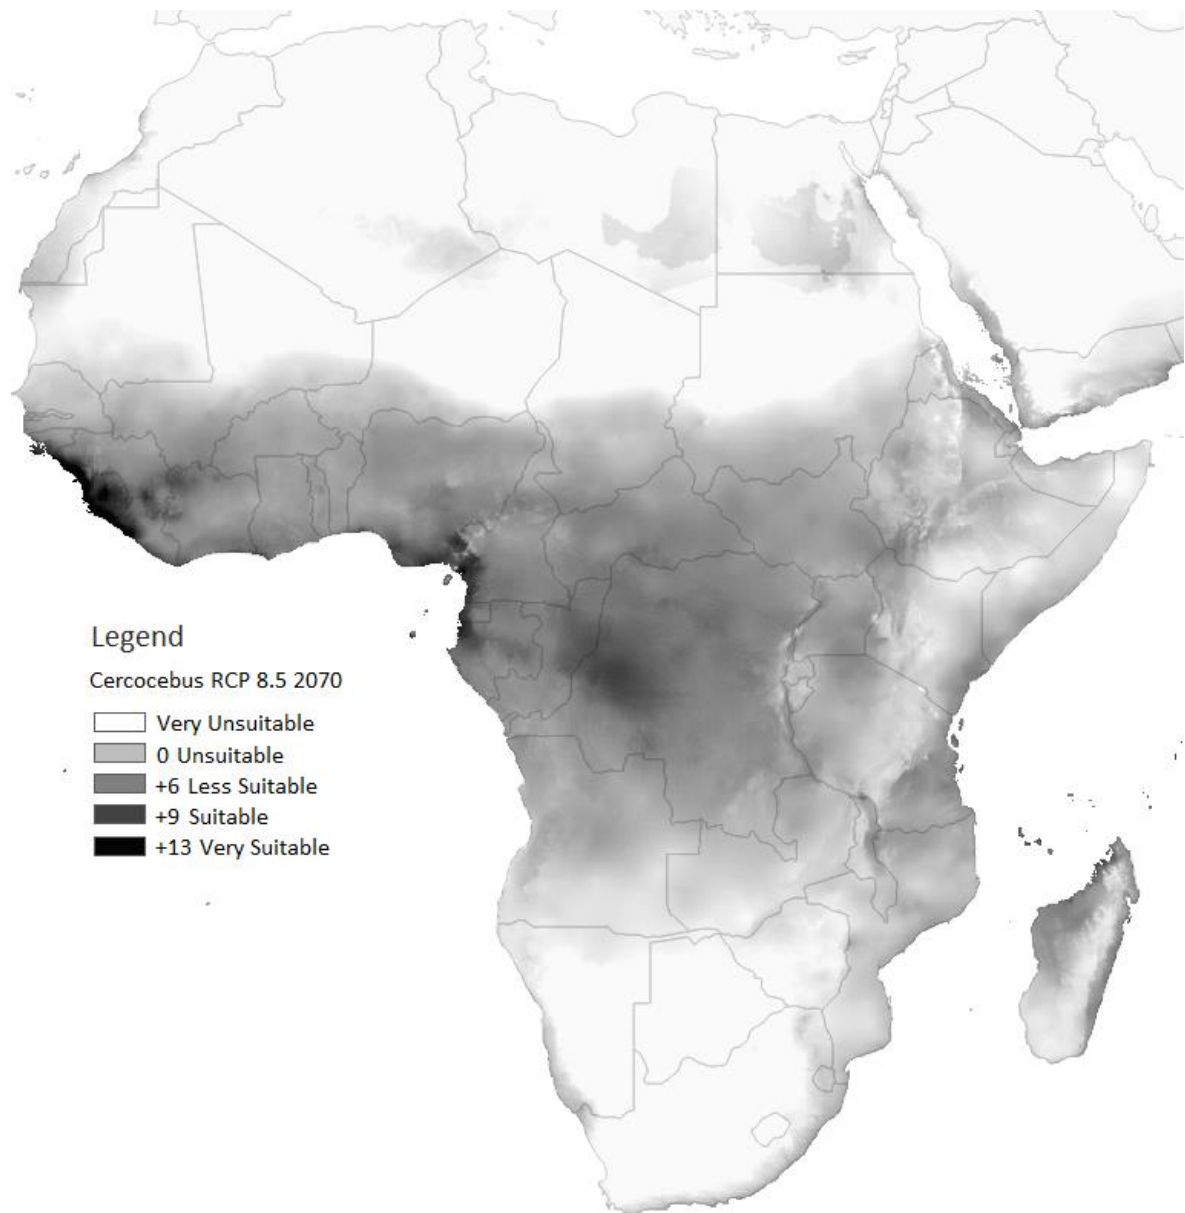 Legend
Cercocebus RCP 8.5 2070
Very Unsuitable
0 Unsuitable
+6 Less Suitable
+9 Suitable
+13 Very Suitable